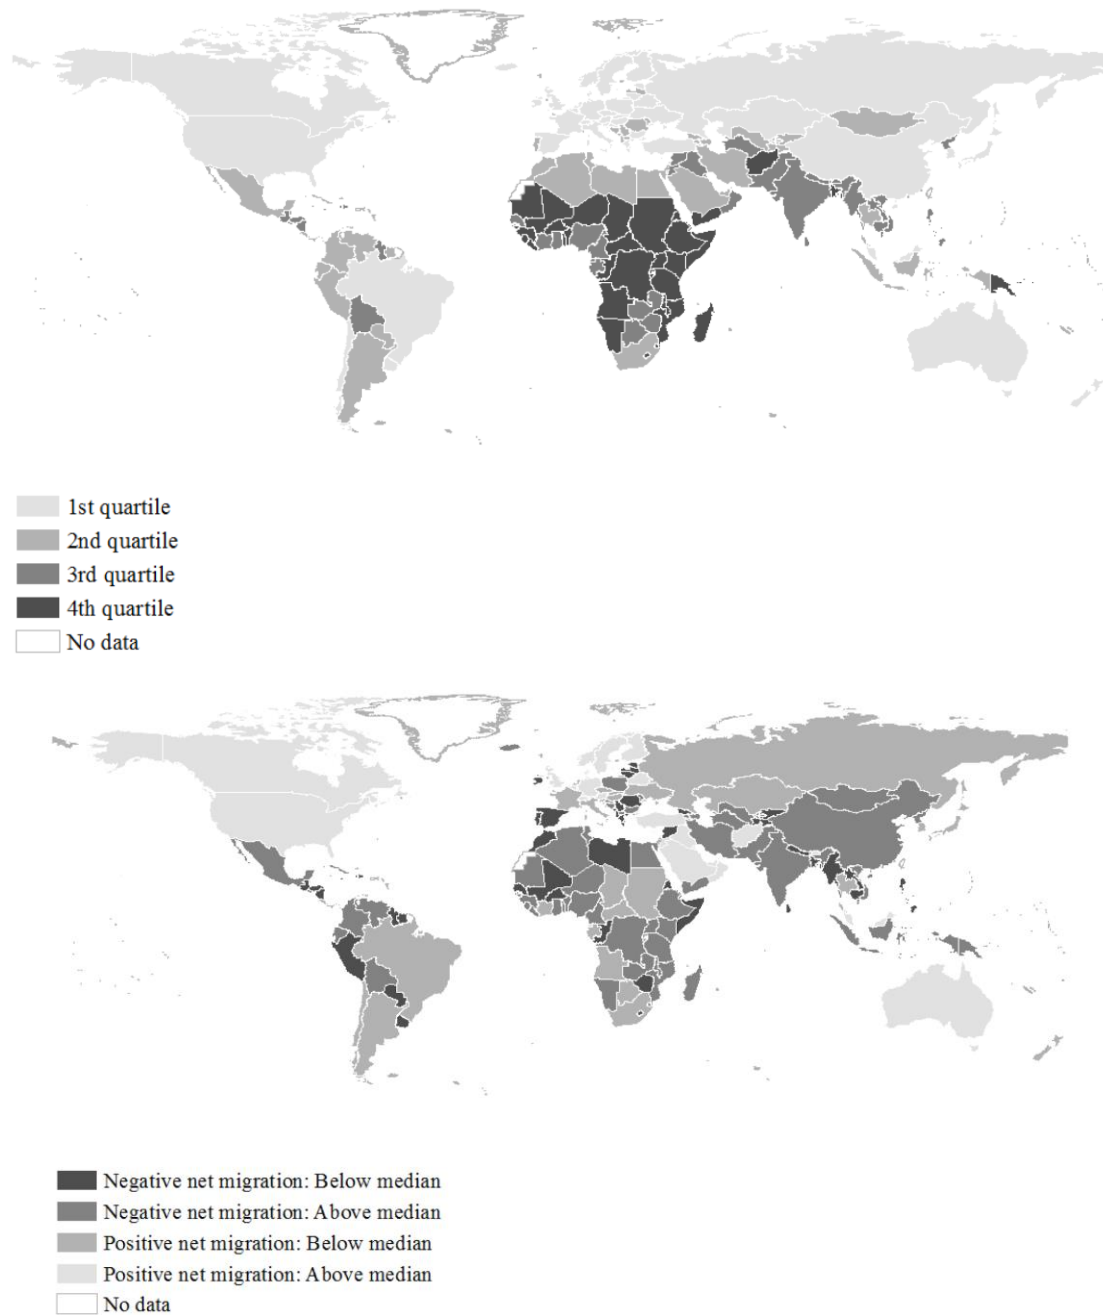 1st quartile
2nd quartile
3rd quartile
4th quartile
No data
Negative net migration: Below median
Negative net migration: Above median
Positive net migration: Below median
Positive net migration: Above median
No data